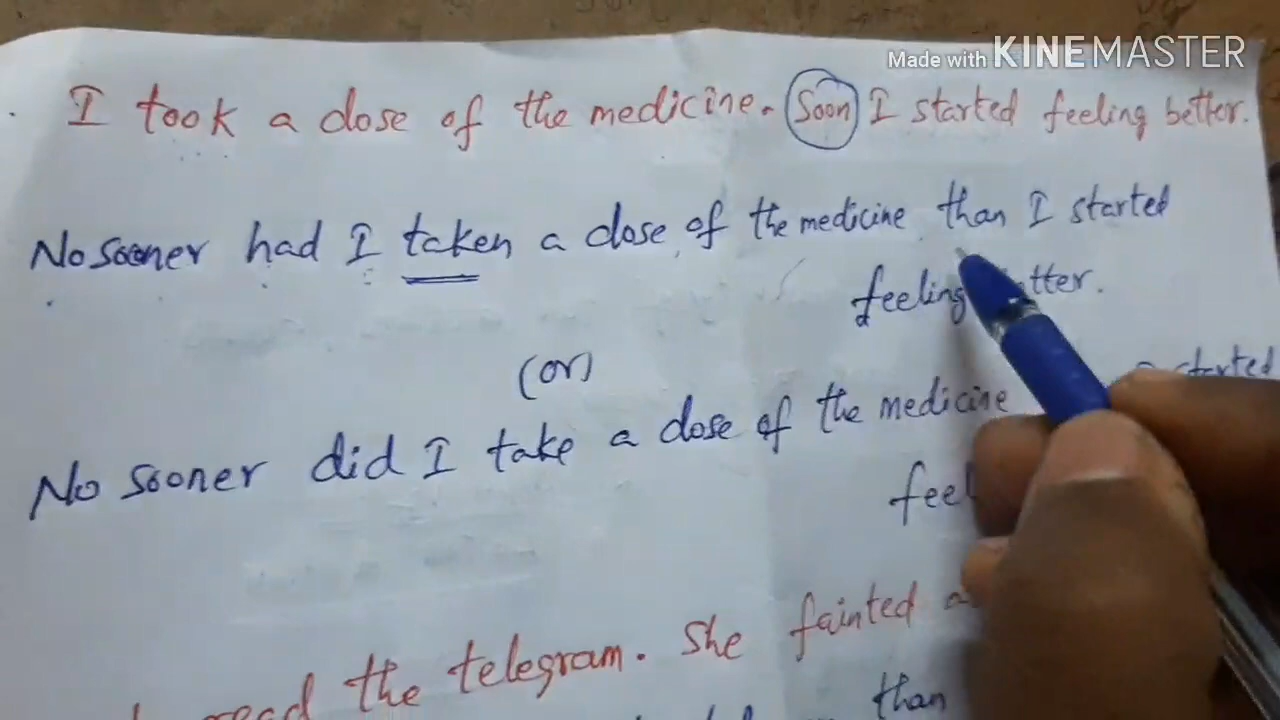 Made with KINEMASTER
I took a dose of the medicine. Soon I started feeling better.
No sooner had I taken a dose of the medicine than I started
feeling
(or)
started
No sooner did I take a dose of the medicine
the telegram. She fainted
than